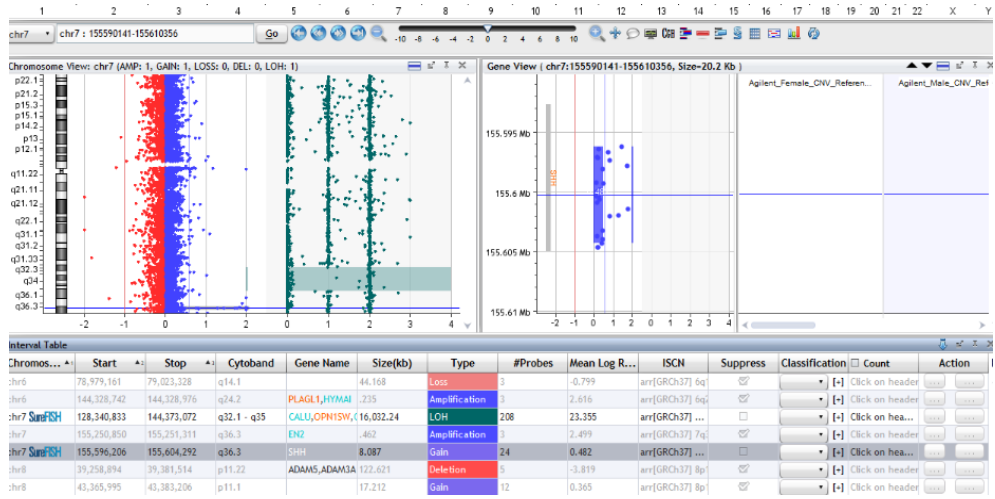 1 2 3 4 5 6 7 8 9 10 11 12 13 14 15 16 17 18 19 20 21 22 X Y
chr7 chr7 : 155590141-155610356 Go -10 -8 -6 -4 -2 0 2 4 6 8 10
Chromosome View: chr7 (AMP: 1, GAIN: 1, LOSS: 0, DEL: 0, LOH: 1)
p22.1
p21.2
p15.3
p15.1
p14.2
p13
p12.1
q11.22
q21.11
q21.12
q22.1
q31.1
q31.2
q31.33
q32.3
q34
q36.1
q36.3
-2 -1 0 1 2 0 1 2 3 4
Gene View ( chr7:155590141-155610356, Size=20.2 Kb )
Agilent_Female_CNV_Referen... Agilent_Male_CNV_Ref
155.595 Mb
155.6 Mb
155.605 Mb
155.61 Mb
SHH
-2 -1 0 1 2 0 1 2 3 4
Interval Table
Chromos... Start Stop Cytoband Gene Name Size(kb) Type #Probes Mean Log R... ISCN Suppress Classification Count Action
chr6 78,979,161 79,023,328 q14.1 44.168 Loss 3 -0.799 arr[GRCh37] 6q [+] Click on header
chr6 144,328,742 144,328,976 q24.2 PLAGL1,HYMAI .235 Amplification 3 2.616 arr[GRCh37] 6q [+] Click on header
chr7 SureFISH 128,340,833 144,373,072 q32.1 - q35 CALU,OPN1SW,C 16,032.24 LOH 208 23.355 arr[GRCh37] ... [+] Click on hea...
chr7 155,250,850 155,251,311 q36.3 EN2 .462 Amplification 3 2.499 arr[GRCh37] 7q [+] Click on header
chr7 SureFISH 155,596,206 155,604,292 q36.3 SHH 8.087 Gain 24 0.482 arr[GRCh37] ... [+] Click on hea...
chr8 39,258,894 39,381,514 p11.22 ADAM5,ADAM3A 122.621 Deletion 5 -3.819 arr[GRCh37] 8p [+] Click on header
chr8 43,365,995 43,383,206 p11.1 17.212 Gain 12 0.365 arr[GRCh37] 8p [+] Click on header